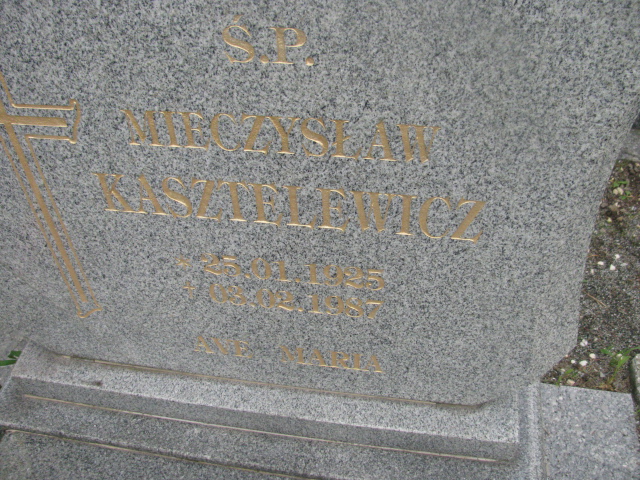 Ś.P.
MIECZYSŁAW
KASZTELEWICZ
* 25.01.1925
+ 03.02.1987
AVE MARIA